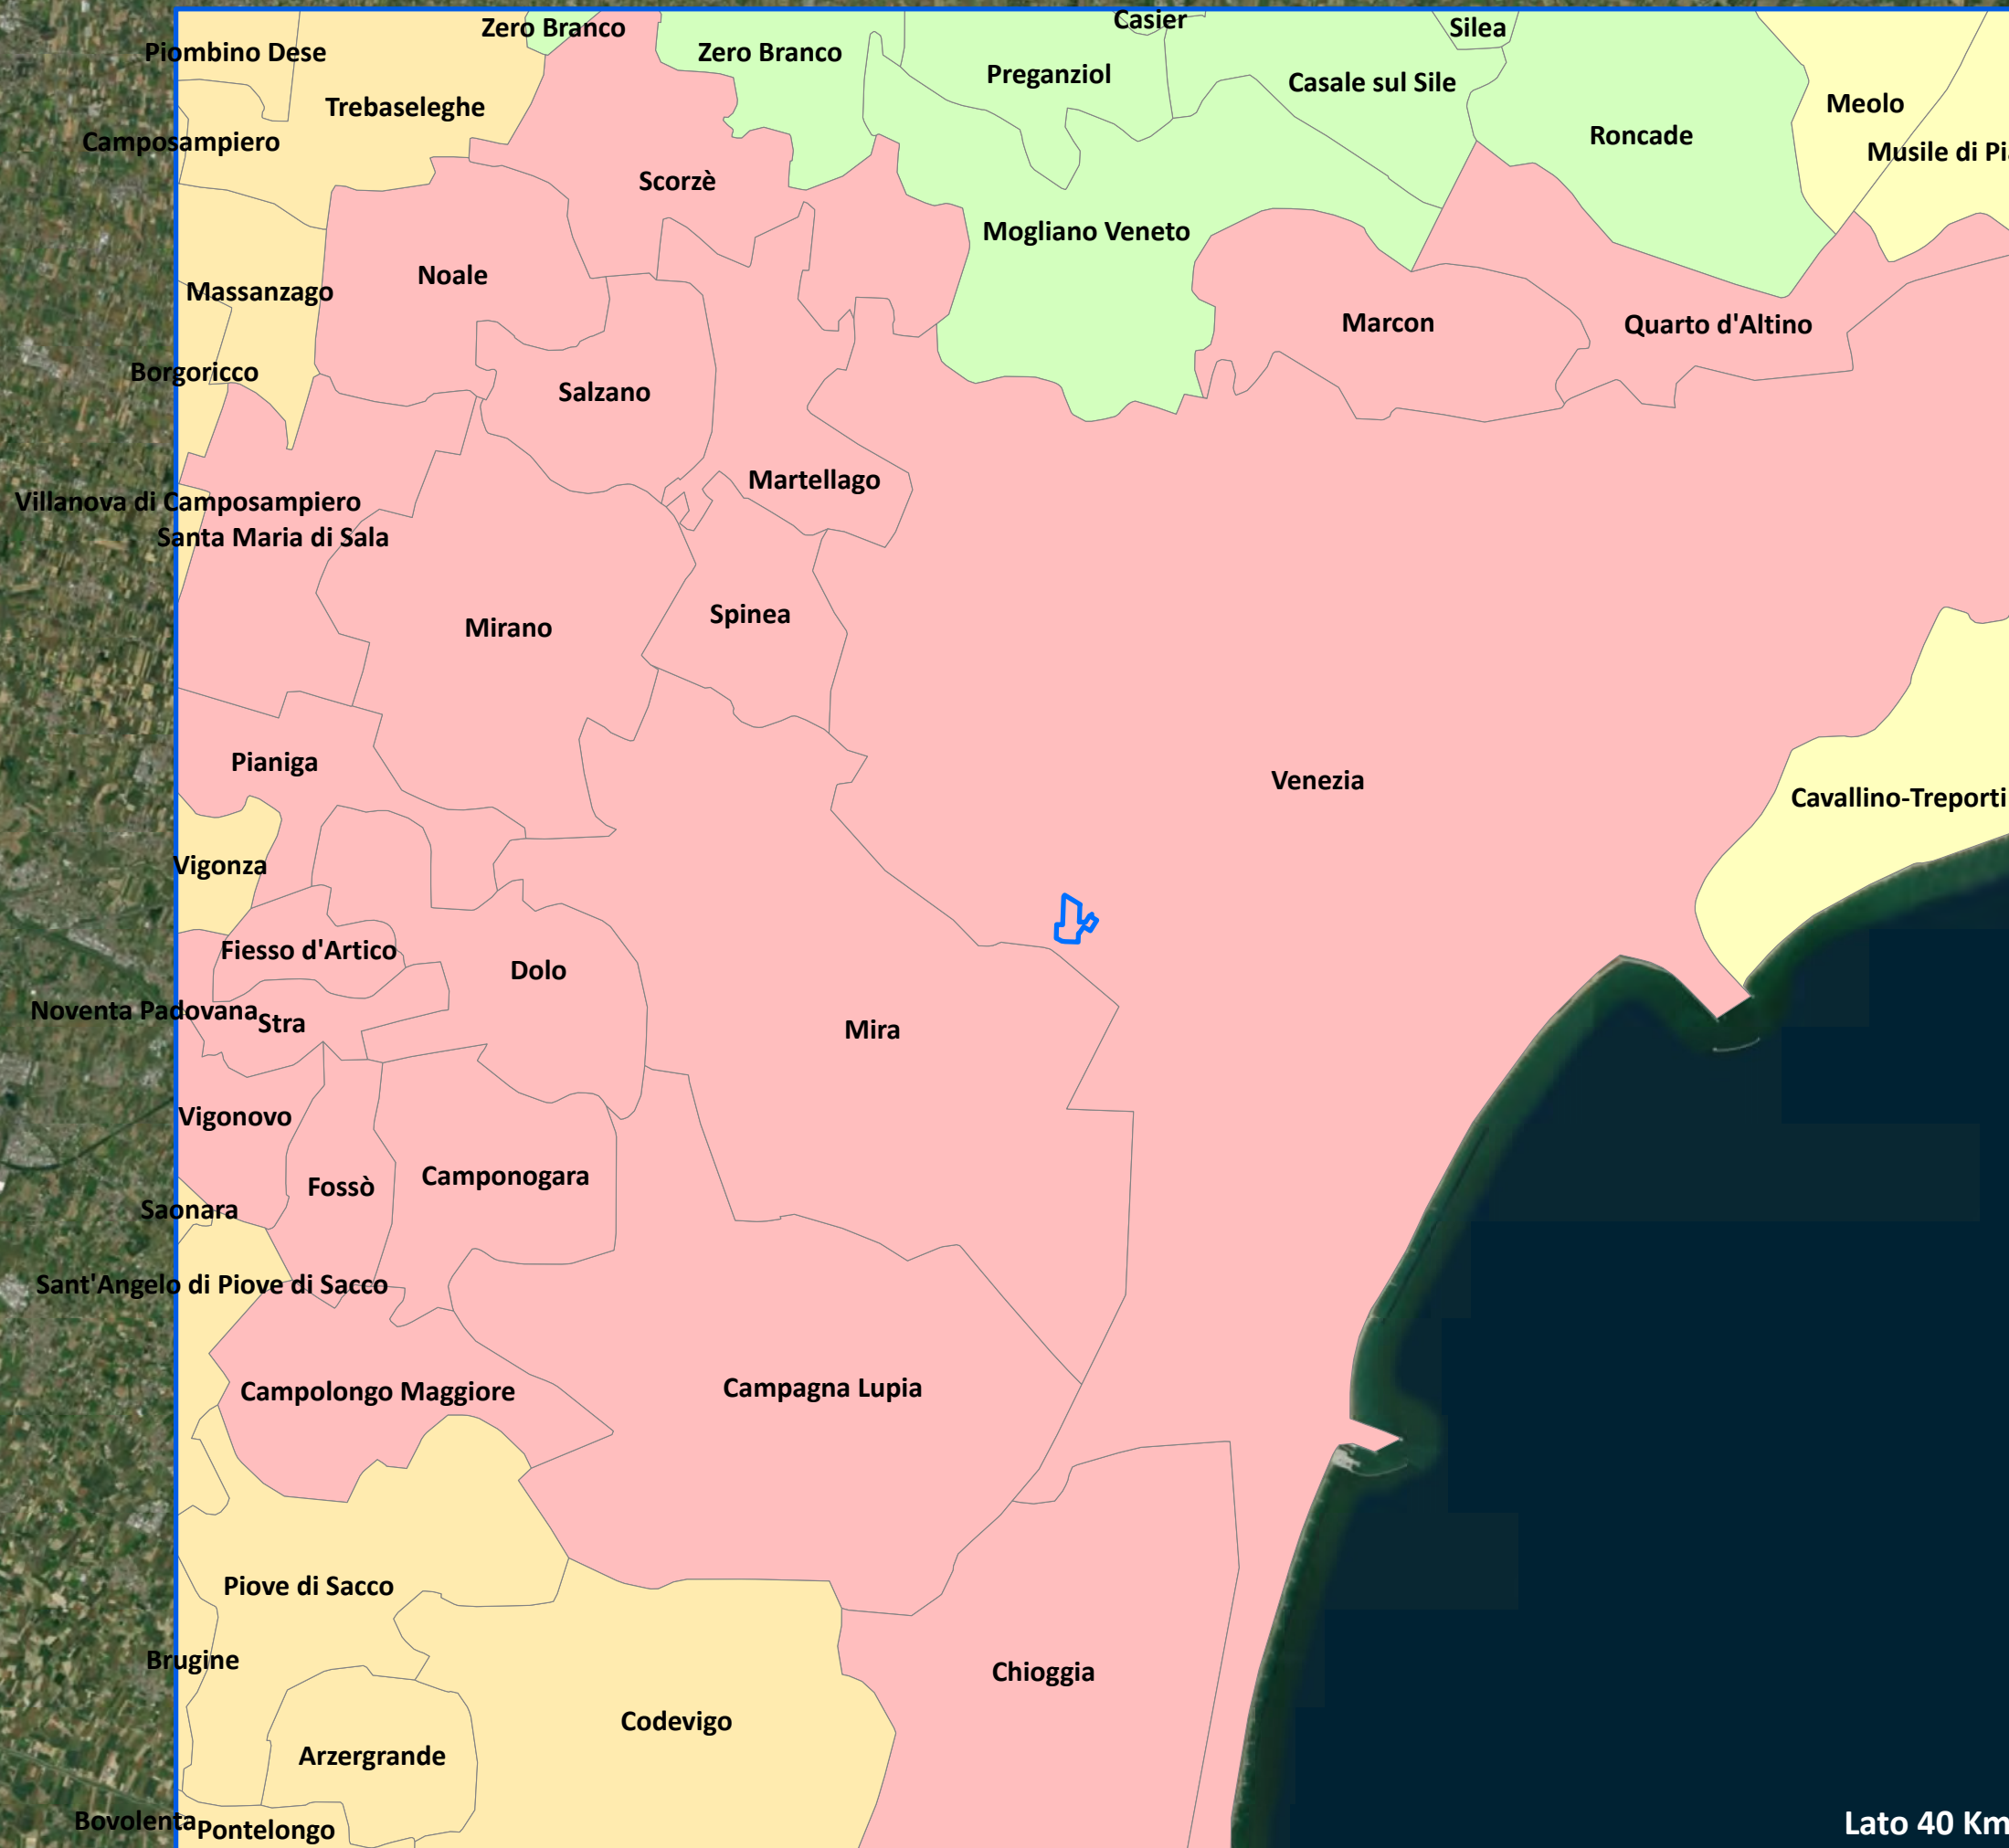 Casier
Zero Branco
Silea
Piombino Dese
Zero Branco
Preganziol
Casale sul Sile
Meolo
Trebaseleghe
Roncade
Camposampiero
Musile di Pia
Scorzè
Mogliano Veneto
Noale
Massanzago
Marcon
Quarto d'Altino
Borgoricco
Salzano
Martellago
Villanova di Camposampiero
Santa Maria di Sala
Spinea
Mirano
Pianiga
Venezia
Cavallino-Treporti
Vigonza
Fiesso d'Artico
Dolo
Noventa Padovana
Stra
Mira
Vigonovo
Camponogara
Fossò
Saonara
Sant'Angelo di Piove di Sacco
Campolongo Maggiore
Campagna Lupia
Piove di Sacco
Brugine
Chioggia
Codevigo
Arzergrande
Bovolenta
Pontelongo
Lato 40 Km